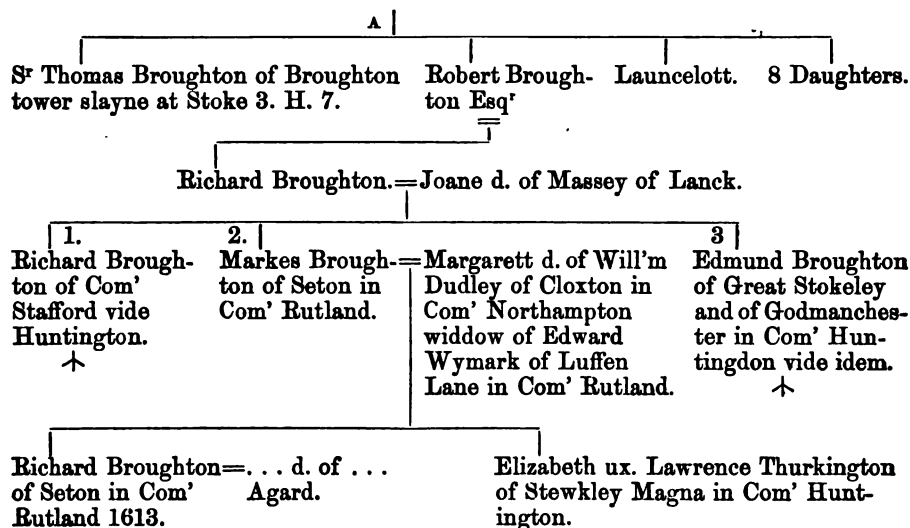 A
Sr Thomas Broughton of Broughton
tower slayne at Stoke 3. H. 7.
Robert Brough-
ton Esqr
Launcelott.
8 Daughters.
Richard Broughton.=Joane d. of Massey of Lanck.
1.
Richard Brough-
ton of Com'
Stafford vide
Huntington.
2.
Markes Brough-=
ton of Seton in
Com' Rutland.
Margarett d. of Will'm
Dudley of Cloxton in
Com' Northampton
widdow of Edward
Wymark of Luffen
Lane in Com' Rutland.
3
Edmund Broughton
of Great Stokeley
and of Godmanches-
ter in Com' Hun-
tingdon vide idem.
Richard Broughton=. . . d. of . . .
of Seton in Com'
Rutland 1613.
Agard.
Elizabeth ux. Lawrence Thurkington
of Stewkley Magna in Com' Hunt-
ington.